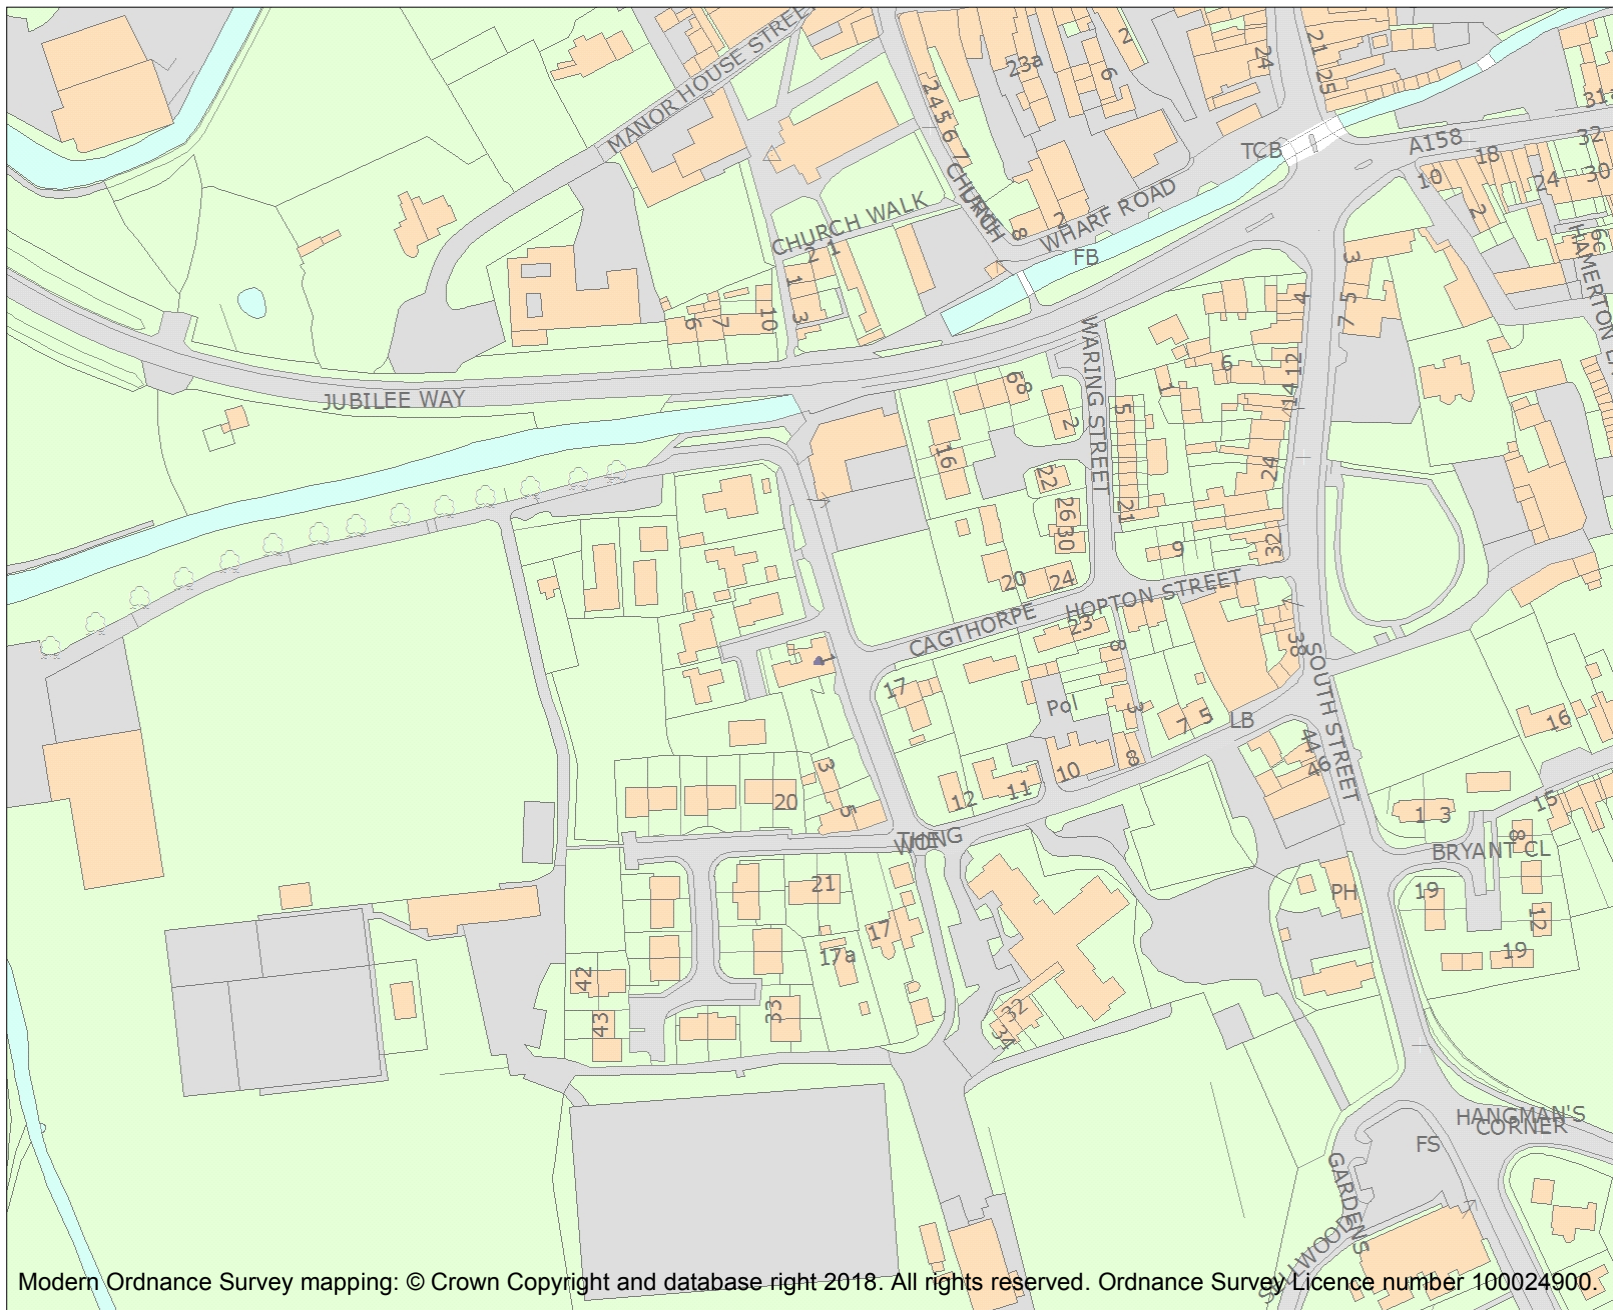 MANOR HOUSE STREET
2
23a
6
24
21
25
2
4
5
6
7
31a
32
30
A158
18
10
24
2
TCB
CHURCH
LANE
CHURCH WALK
2 1
1
3
8
2
WHARF ROAD
FB
6
7
10
HAMERTON
6c
3
5
7
4
12
14
6
1
24
32
JUBILEE WAY
WARING STREET
68
2
5
16
22
26
30
21
9
20
24
CAGTHORPE
HOPTON STREET
23
8
38
1
17
Pol
3
7
5
LB
SOUTH STREET
44
46
16
8
10
11
12
3
5
20
THE
WONG
1 3
15
8
BRYANT CL
19
12
19
PH
21
17
17a
42
43
33
32
34
HANGMAN'S
CORNER
FS
GARDENS
Modern Ordnance Survey mapping: © Crown Copyright and database right 2018. All rights reserved. Ordnance Survey Licence number 100024900.